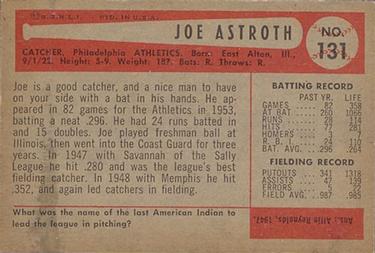 © B.G.H.L.I. PTD. IN U.S.A.
JOE ASTROTH
NO. 131
CATCHER, Philadelphia ATHLETICS. Born: East Alton, Ill.,
9/1/22. Height: 5-9. Weight: 187. Bats: R. Throws: R.
Joe is a good catcher, and a nice man to have
on your side with a bat in his hands. He ap-
peared in 82 games for the Athletics in 1953,
batting a neat .296. He had 24 runs batted in
and 15 doubles. Joe played freshman ball at
Illinois, then went into the Coast Guard for three
years. In 1947 with Savannah of the Sally
League he hit .280 and was the league's best
fielding catcher. In 1948 with Memphis he hit
.352, and again led catchers in fielding.
What was the name of the last American Indian to
lead the league in pitching?
BATTING RECORD
PAST YR. LIFE
GAMES 82 358
AT BAT 260 1066
RUNS 28 114
HITS 77 281
HOMERS 3 7
R. B. I. 24 110
BAT. AVG. .296 .264
FIELDING RECORD
PUTOUTS 341 1318
ASSISTS 47 139
ERRORS 5 22
FIELD AVG. .987 .985
Ans.: Allie Reynolds, 1947.